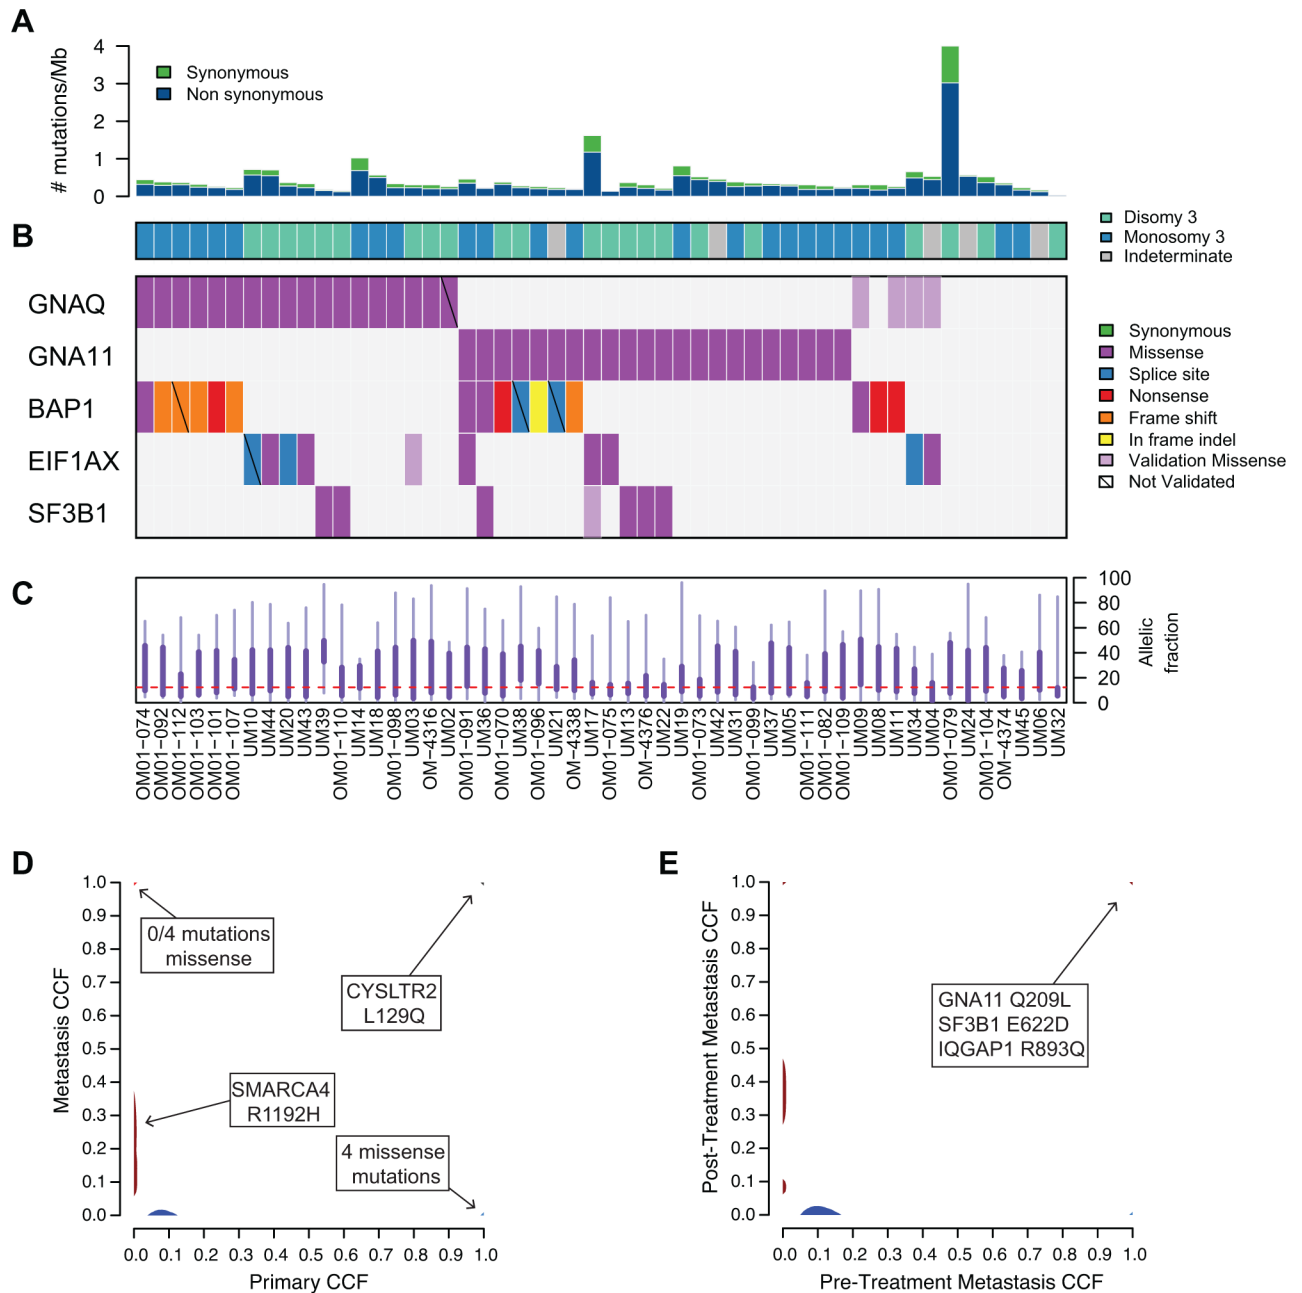 A
# mutations/Mb
4
3
2
1
0
Synonymous
Non synonymous
B
Disomy 3
Monosomy 3
Indeterminate
GNAQ
GNA11
BAP1
EIF1AX
SF3B1
Synonymous
Missense
Splice site
Nonsense
Frame shift
In frame indel
Validation Missense
Not Validated
C
100
80
60
40
20
0
Allelic
fraction
OM01-074
OM01-092
OM01-112
OM01-103
OM01-101
OM01-107
UM10
UM44
UM20
UM43
UM39
OM01-110
UM14
UM18
OM01-098
UM03
OM-4316
UM02
OM01-091
UM36
OM01-070
UM38
OM01-096
UM21
OM-4338
UM17
OM01-075
UM13
OM-4376
UM22
UM19
OM01-073
UM42
UM31
OM01-099
UM37
UM05
OM01-111
OM01-082
OM01-109
UM09
UM08
UM11
UM34
UM04
OM01-079
UM24
OM01-104
OM-4374
UM45
UM06
UM32
D
Metastasis CCF
1.0
0.9
0.8
0.7
0.6
0.5
0.4
0.3
0.2
0.1
0.0
0/4 mutations
missense
CYSLTR2
L129Q
SMARCA4
R1192H
4 missense
mutations
0.0 0.1 0.2 0.3 0.4 0.5 0.6 0.7 0.8 0.9 1.0
Primary CCF
E
Post-Treatment Metastasis CCF
1.0
0.9
0.8
0.7
0.6
0.5
0.4
0.3
0.2
0.1
0.0
GNA11 Q209L
SF3B1 E622D
IQGAP1 R893Q
0.0 0.1 0.2 0.3 0.4 0.5 0.6 0.7 0.8 0.9 1.0
Pre-Treatment Metastasis CCF